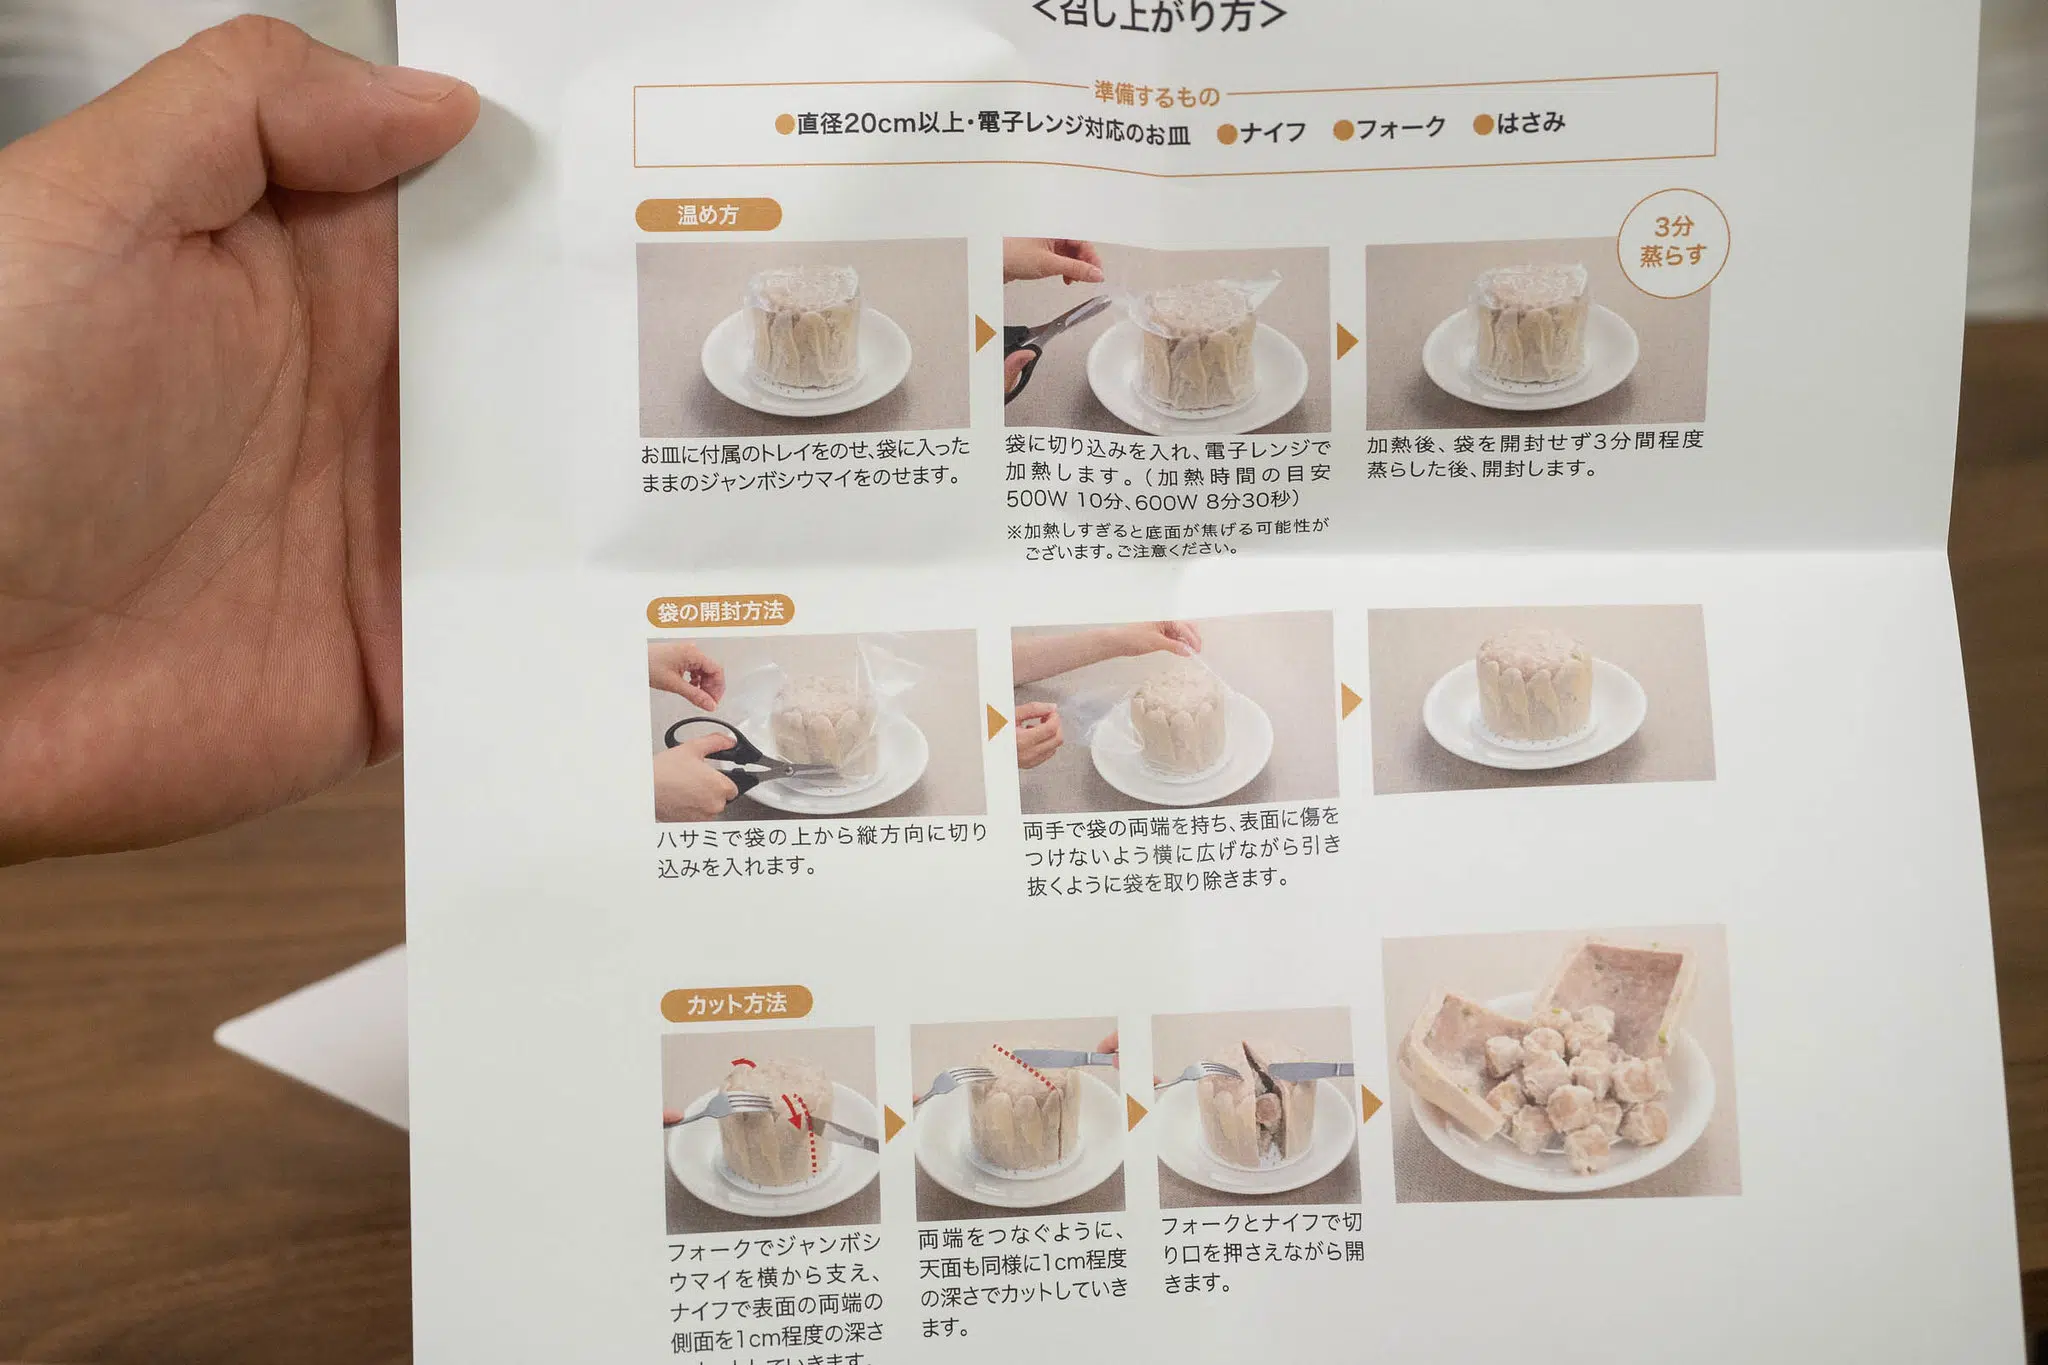 <召し上がり方>
準備するもの
●直径20cm以上・電子レンジ対応のお皿 ●ナイフ ●フォーク ●はさみ
温め方
3分
蒸らす
お皿に付属のトレイをのせ、袋に入った
ままのジャンボシウマイをのせます。
袋に切り込みを入れ、電子レンジで
加熱します。(加熱時間の目安
500W 10分、600W 8分30秒)
※加熱しすぎると底面が焦げる可能性が
ございます。ご注意ください。
加熱後、袋を開封せず3分間程度
蒸らした後、開封します。
袋の開封方法
ハサミで袋の上から縦方向に切り
込みを入れます。
両手で袋の両端を持ち、表面に傷を
つけないよう横に広げながら引き
抜くように袋を取り除きます。
カット方法
フォークでジャンボシ
ウマイを横から支え、
ナイフで表面の両端の
側面を1cm程度の深さ
カットしていきます。
両端をつなぐように、
天面も同様に1cm程度
の深さでカットしていき
ます。
フォークとナイフで切
り口を押さえながら開
きます。